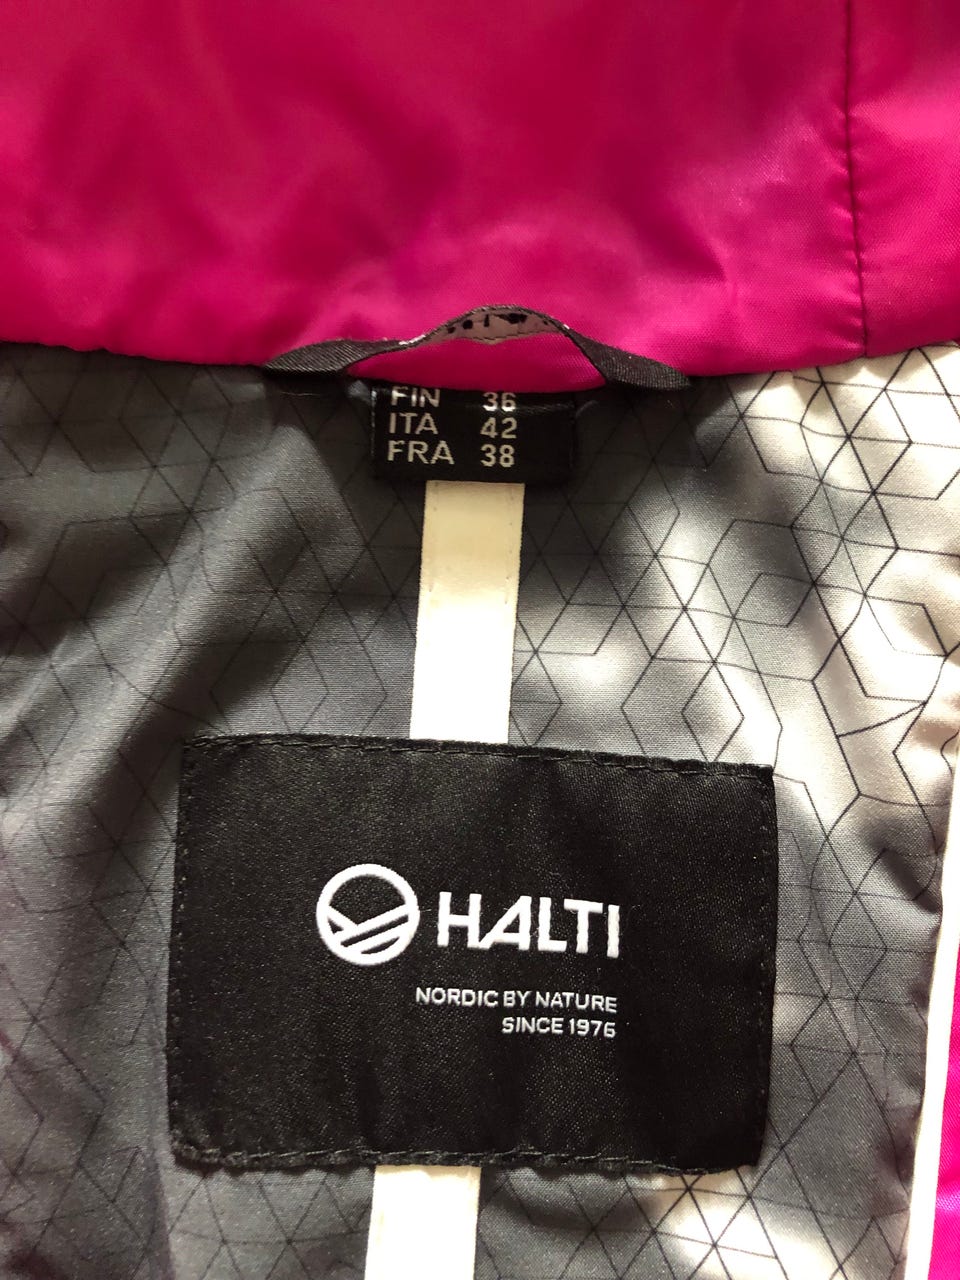 FIN 36
ITA 42
FRA 38
HALTI
NORDIC BY NATURE
SINCE 1976